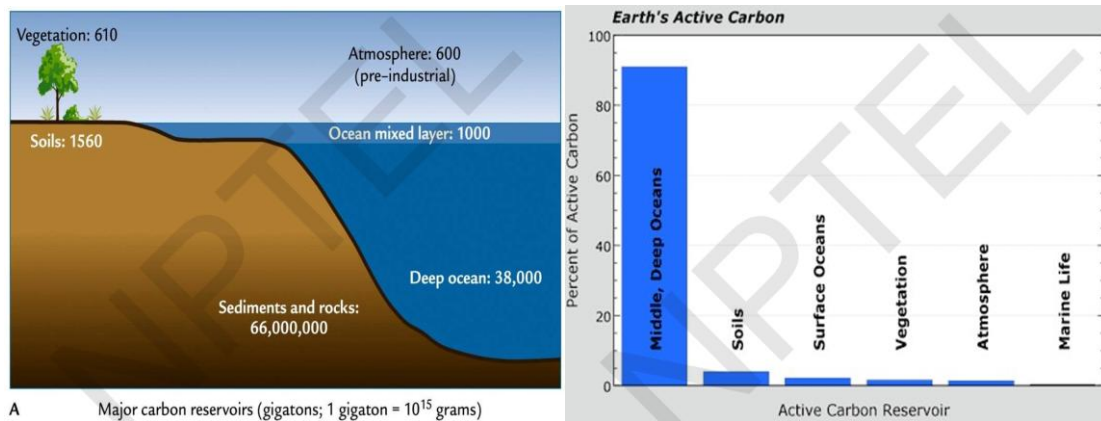 Vegetation: 610
Atmosphere: 600
(pre-industrial)
Soils: 1560
Ocean mixed layer: 1000
Deep ocean: 38,000
Sediments and rocks:
66,000,000
A Major carbon reservoirs (gigatons; 1 gigaton = 10¹⁵ grams)
Earth's Active Carbon
Percent of Active Carbon
100
80
60
40
20
0
Middle, Deep Oceans
Soils
Surface Oceans
Vegetation
Atmosphere
Marine Life
Active Carbon Reservoir
NPTEL
NPTEL